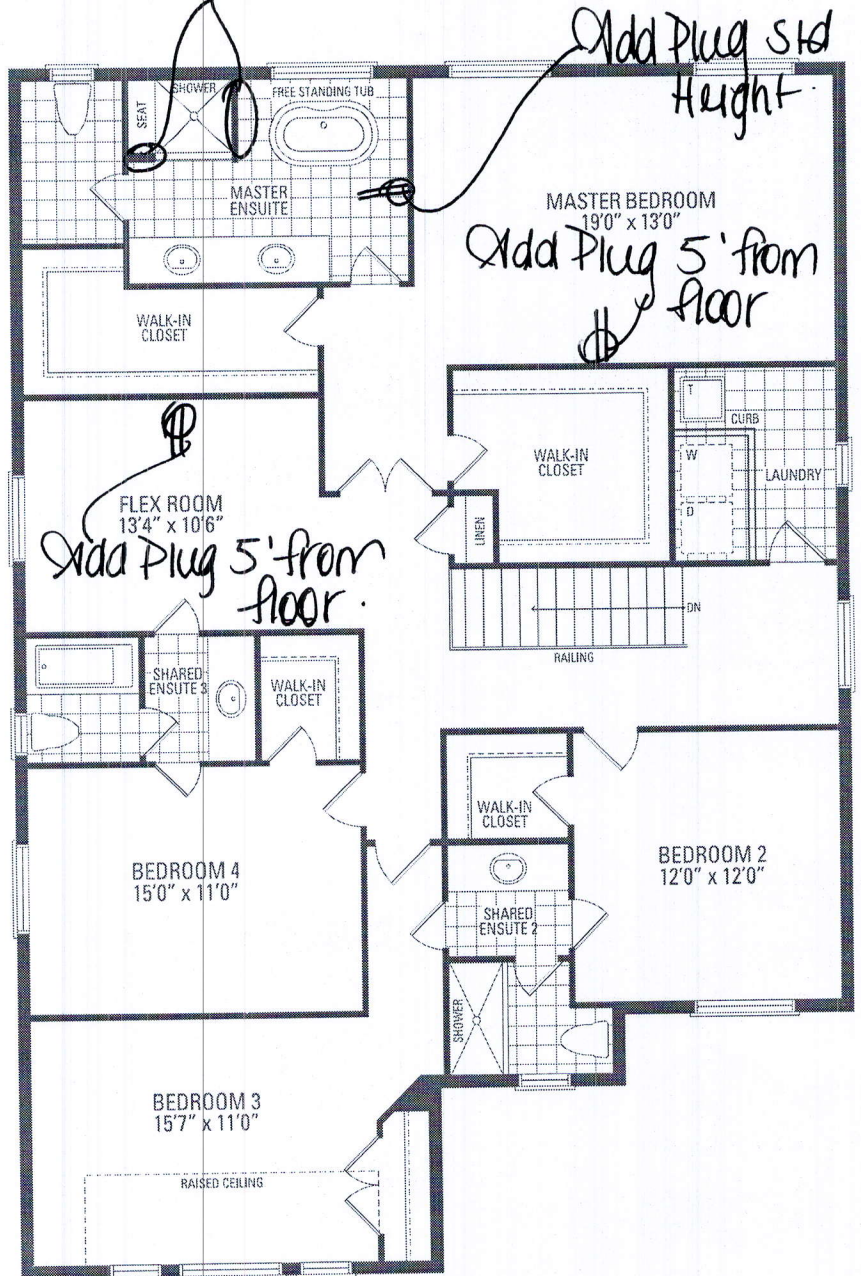 Add Plug Std
Height.
SHOWER
SEAT
FREE STANDING TUB
MASTER
ENSUITE
MASTER BEDROOM
19'0" x 13'0"
Add Plug 5' from
floor
WALK-IN
CLOSET
T
CURB
W
D
LAUNDRY
WALK-IN
CLOSET
LINEN
FLEX ROOM
13'4" x 10'6"
Add Plug 5' from
floor.
DN
RAILING
SHARED
ENSUTE 3
WALK-IN
CLOSET
WALK-IN
CLOSET
BEDROOM 4
15'0" x 11'0"
BEDROOM 2
12'0" x 12'0"
SHARED
ENSUTE 2
SHOWER
BEDROOM 3
15'7" x 11'0"
RAISED CEILING